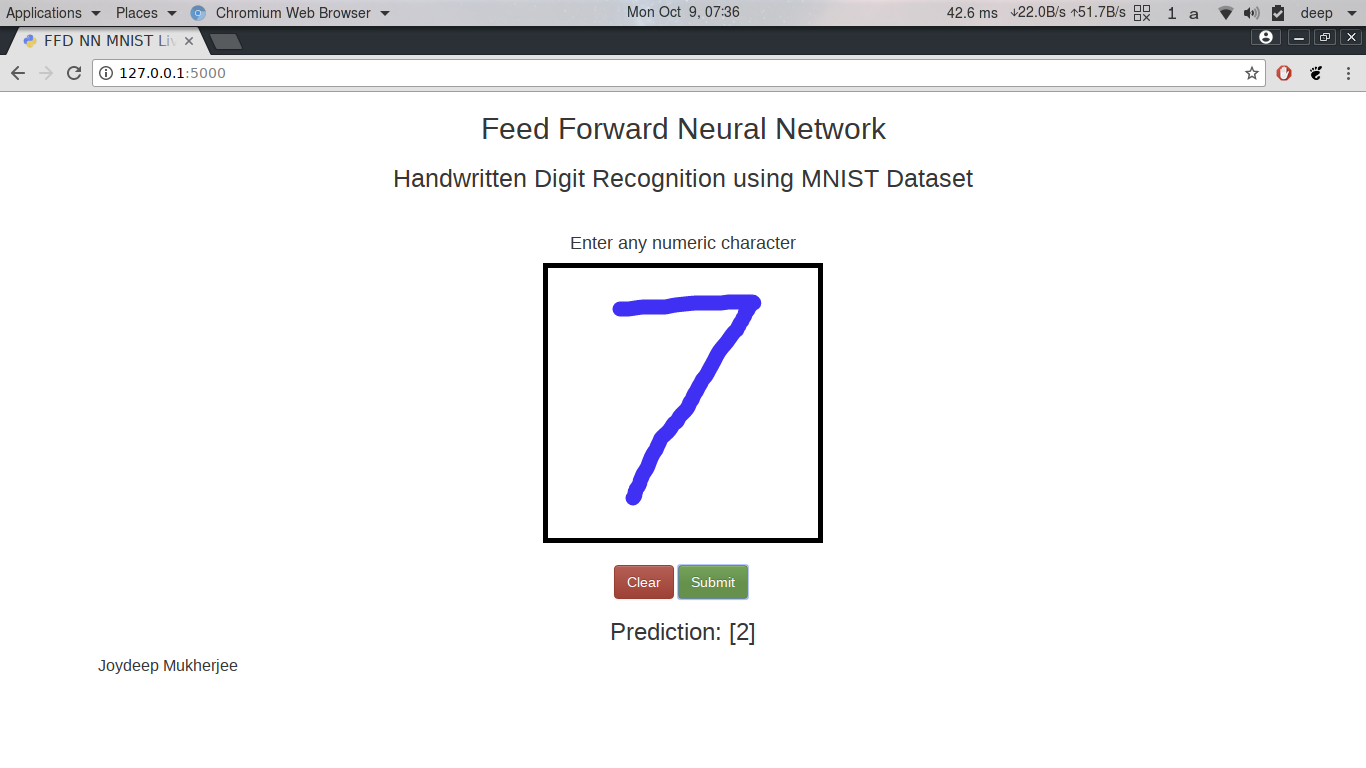 Applications Places Chromium Web Browser Mon Oct 9, 07:36 42.6 ms ↓22.0B/s ↑51.7B/s 1 a deep
FFD NN MNIST Li
127.0.0.1:5000
Feed Forward Neural Network
Handwritten Digit Recognition using MNIST Dataset
Enter any numeric character
7
Clear Submit
Prediction: [2]
Joydeep Mukherjee